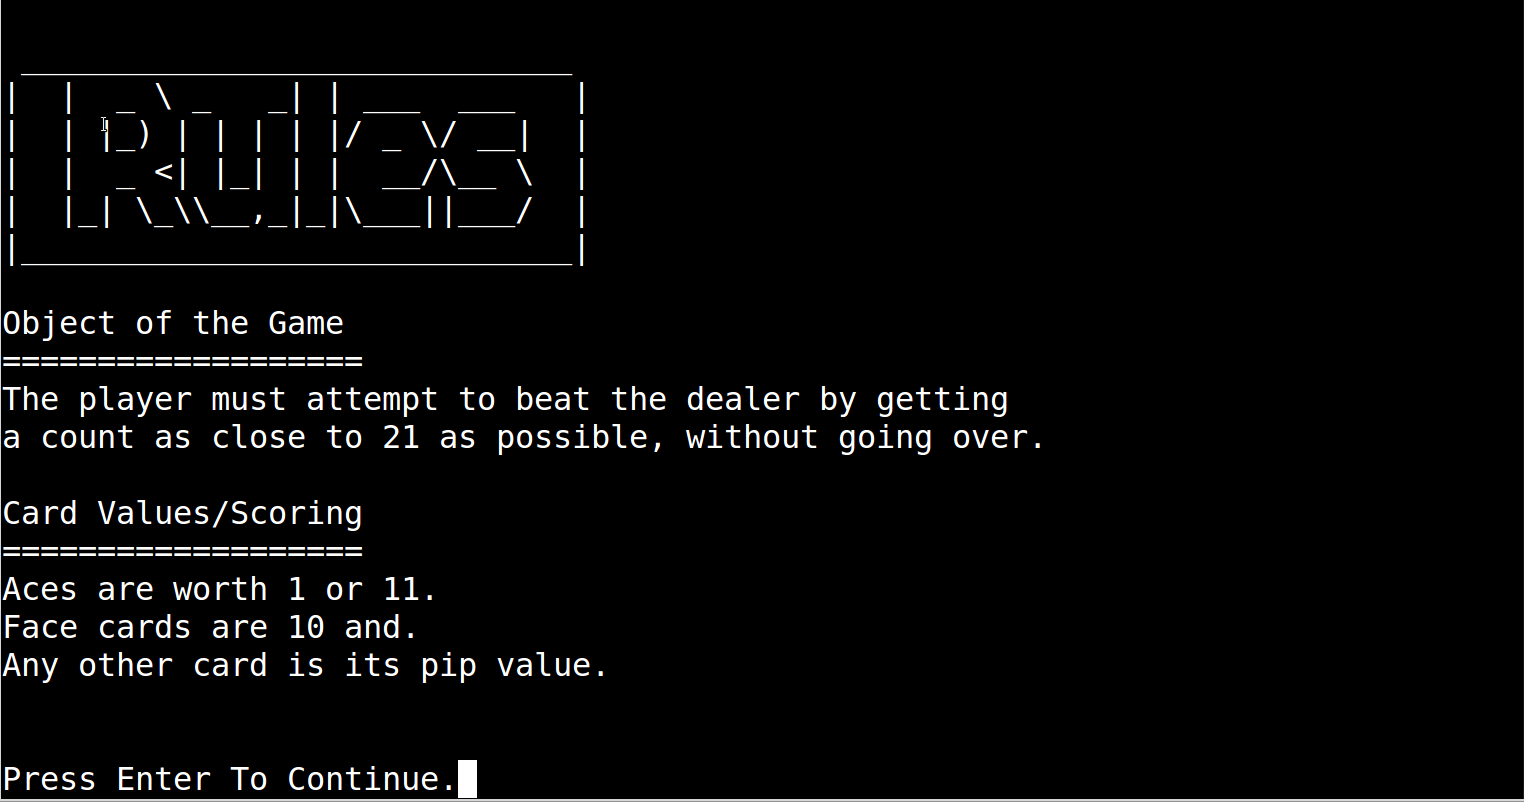 Rules
Object of the Game
===================
The player must attempt to beat the dealer by getting
a count as close to 21 as possible, without going over.
Card Values/Scoring
===================
Aces are worth 1 or 11.
Face cards are 10 and.
Any other card is its pip value.
Press Enter To Continue.